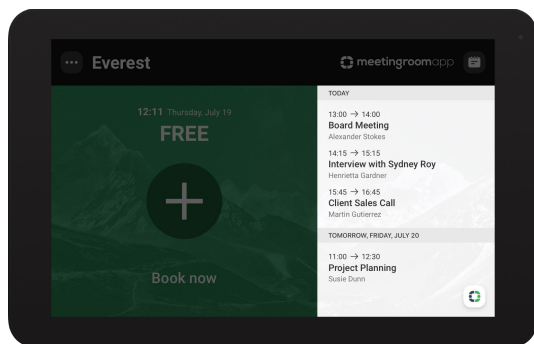 Everest
meetingroomapp
12:11 Thursday, July 19
FREE
Book now
TODAY
13:00 → 14:00
Board Meeting
Alexander Stokes
14:15 → 15:15
Interview with Sydney Roy
Henrietta Gardner
15:45 → 16:45
Client Sales Call
Martin Gutierrez
TOMORROW, FRIDAY, JULY 20
11:00 → 12:30
Project Planning
Susie Dunn